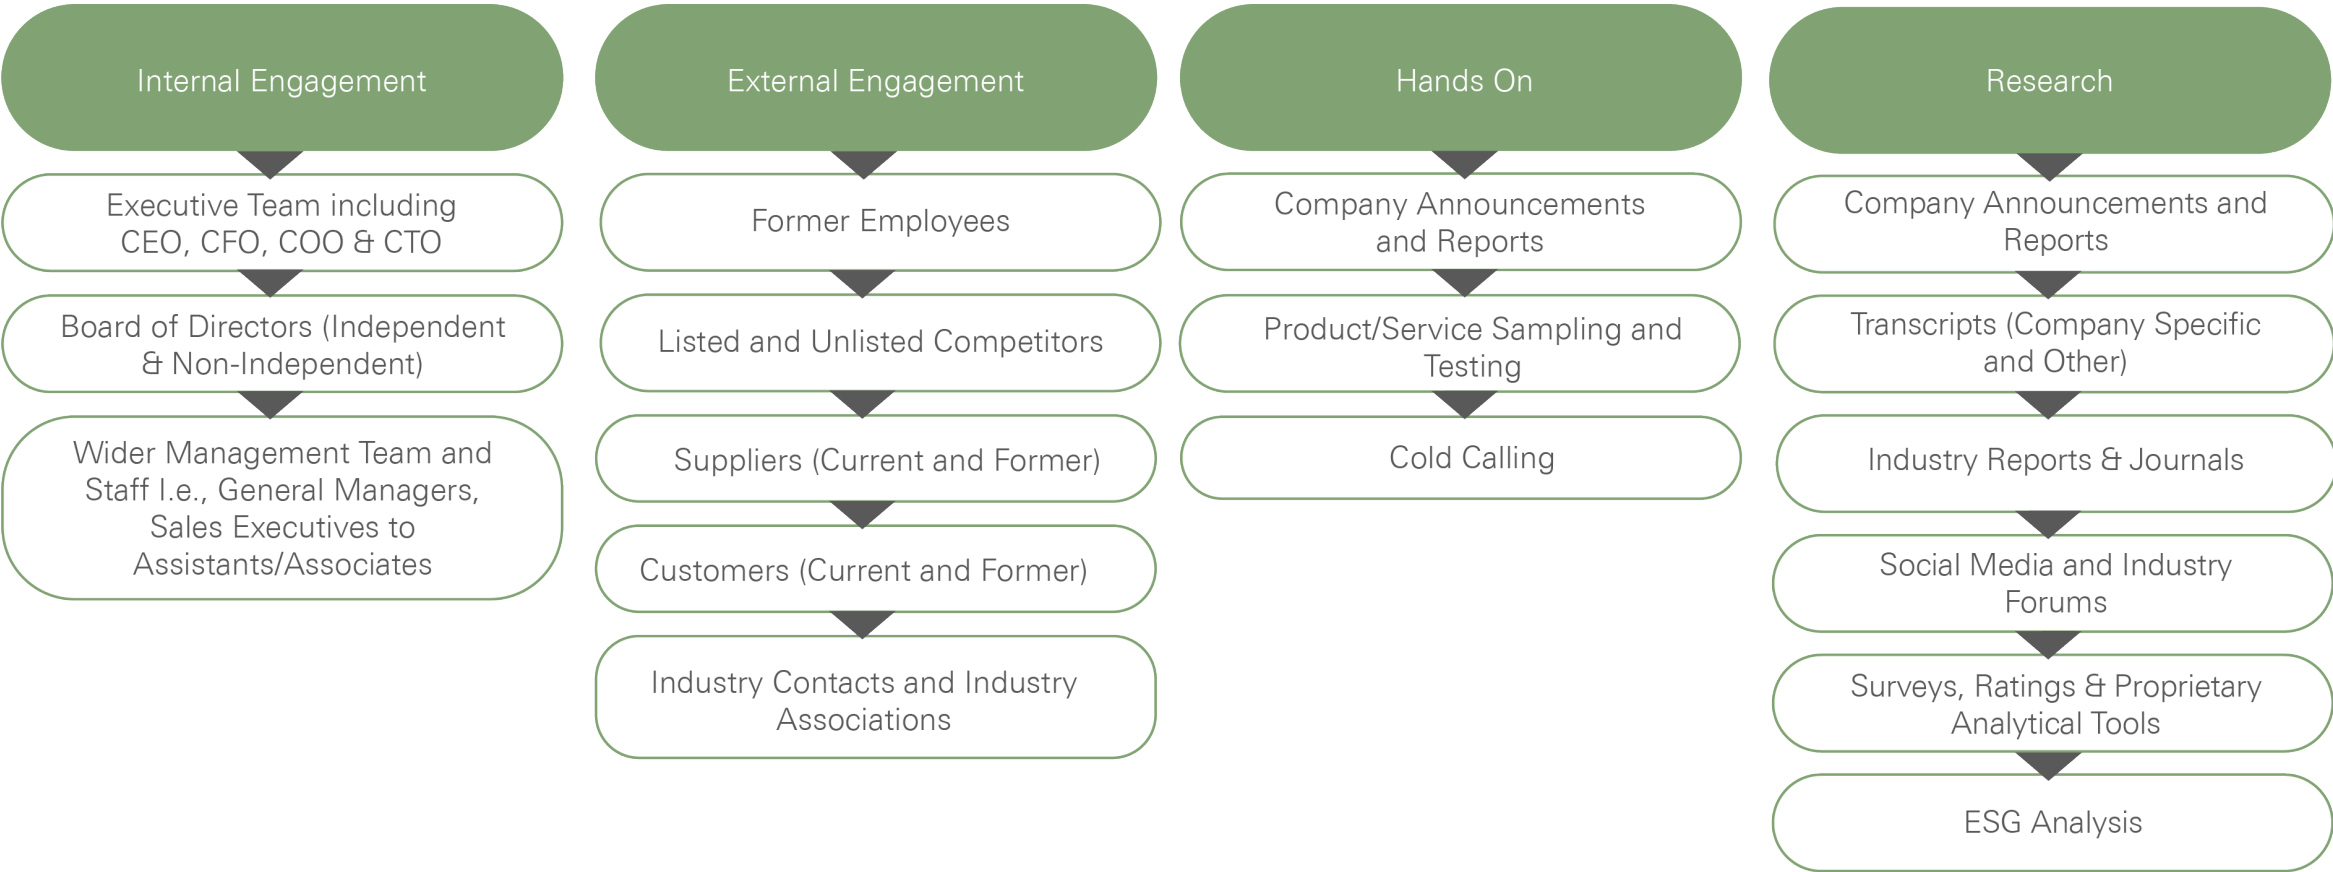 Internal Engagement
Executive Team including
CEO, CFO, COO & CTO
Board of Directors (Independent
& Non-Independent)
Wider Management Team and
Staff I.e., General Managers,
Sales Executives to
Assistants/Associates
External Engagement
Former Employees
Listed and Unlisted Competitors
Suppliers (Current and Former)
Customers (Current and Former)
Industry Contacts and Industry
Associations
Hands On
Company Announcements
and Reports
Product/Service Sampling and
Testing
Cold Calling
Research
Company Announcements and
Reports
Transcripts (Company Specific
and Other)
Industry Reports & Journals
Social Media and Industry
Forums
Surveys, Ratings & Proprietary
Analytical Tools
ESG Analysis